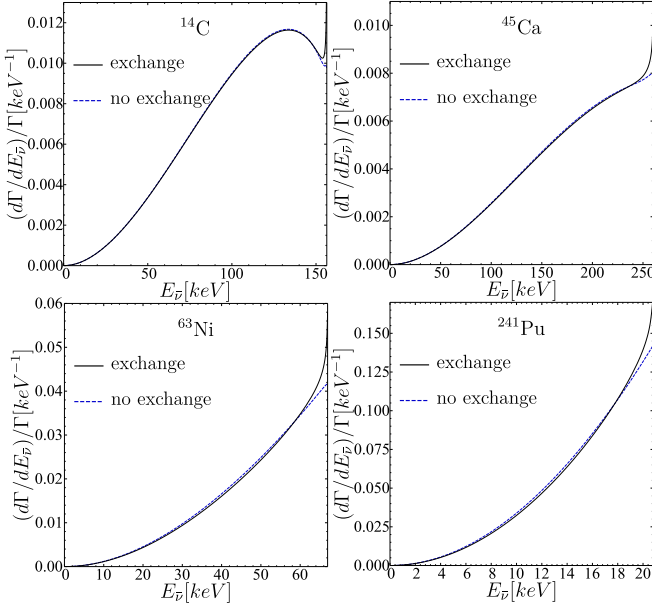 ¹⁴C
exchange
no exchange
(dΓ/dE_ν̄)/Γ[keV⁻¹]
0.012
0.010
0.008
0.006
0.004
0.002
0.000
0 50 100 150
E_ν̄[keV]
⁴⁵Ca
exchange
no exchange
(dΓ/dE_ν̄)/Γ[keV⁻¹]
0.010
0.008
0.006
0.004
0.002
0.000
0 50 100 150 200 250
E_ν̄[keV]
⁶³Ni
exchange
no exchange
(dΓ/dE_ν̄)/Γ[keV⁻¹]
0.06
0.05
0.04
0.03
0.02
0.01
0.00
0 10 20 30 40 50 60
E_ν̄[keV]
²⁴¹Pu
exchange
no exchange
(dΓ/dE_ν̄)/Γ[keV⁻¹]
0.150
0.125
0.100
0.075
0.050
0.025
0.000
0 2 4 6 8 10 12 14 16 18 20
E_ν̄[keV]